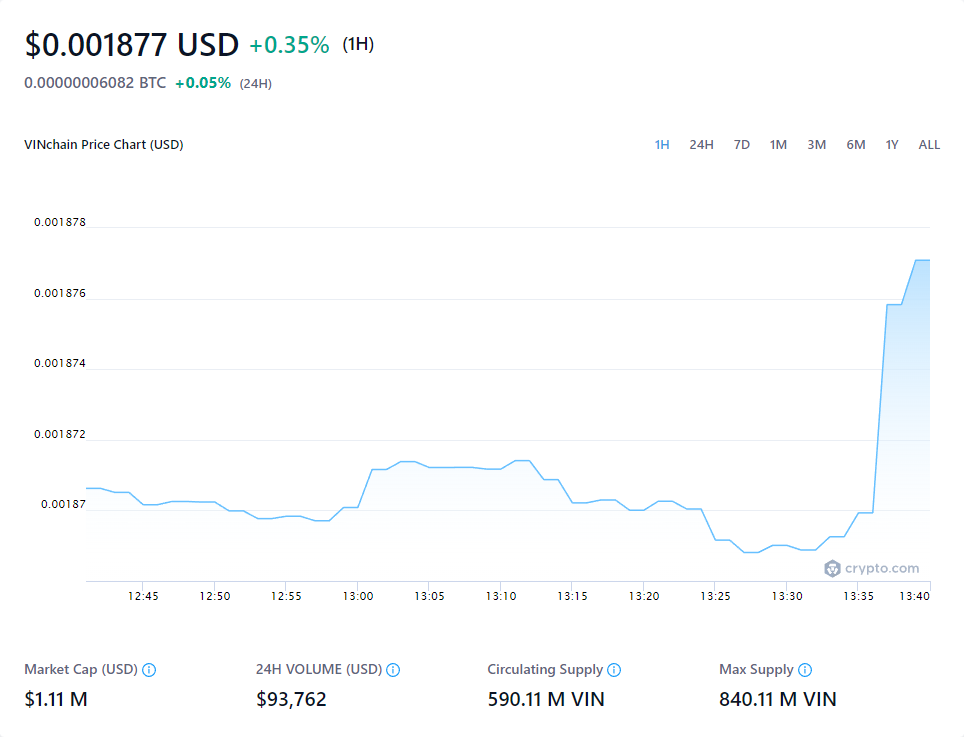 $0.001877 USD +0.35% (1H)
0.00000006082 BTC +0.05% (24H)
VINchain Price Chart (USD)
1H 24H 7D 1M 3M 6M 1Y ALL
0.001878
0.001876
0.001874
0.001872
0.00187
crypto.com
12:45 12:50 12:55 13:00 13:05 13:10 13:15 13:20 13:25 13:30 13:35 13:40
Market Cap (USD) 24H VOLUME (USD) Circulating Supply Max Supply
$1.11 M $93,762 590.11 M VIN 840.11 M VIN